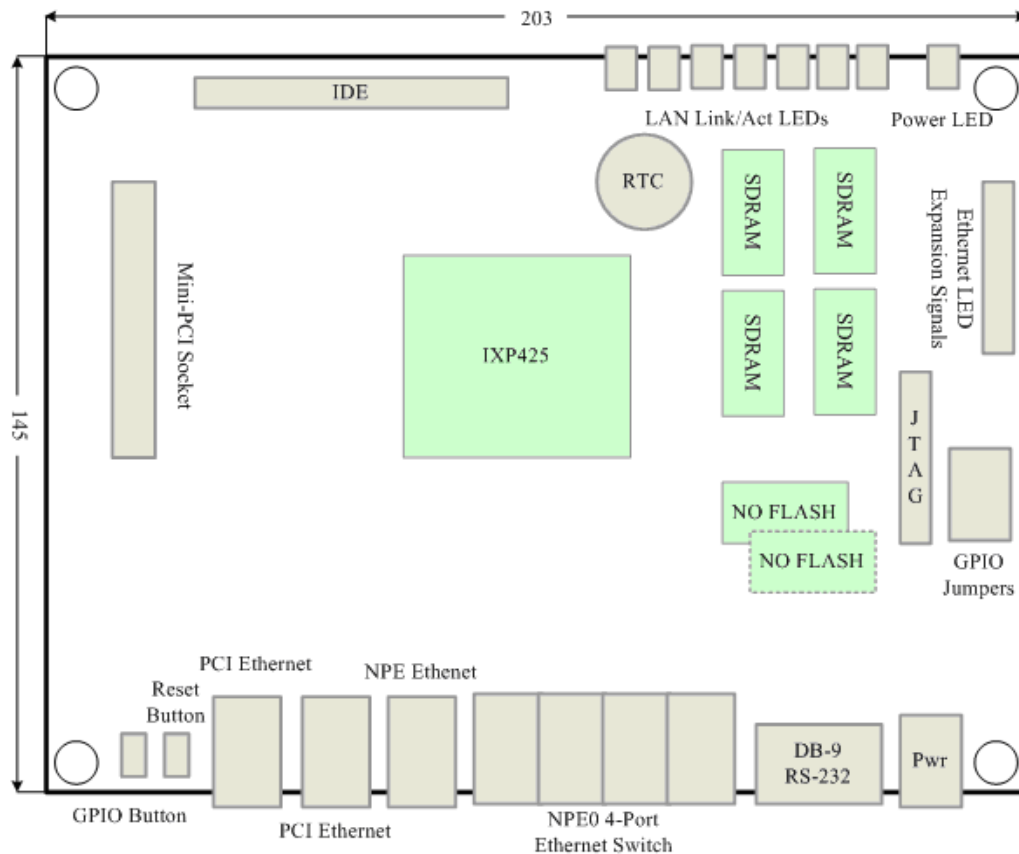 203
IDE
LAN Link/Act LEDs
Power LED
RTC
SDRAM
SDRAM
Ethernet LED
Expansion Signals
Mini-PCI Socket
IXP425
SDRAM
SDRAM
145
J
T
A
G
NO FLASH
NO FLASH
GPIO
Jumpers
PCI Ethernet
NPE Ethenet
Reset
Button
DB-9
RS-232
Pwr
GPIO Button
PCI Ethernet
NPE0 4-Port
Ethernet Switch